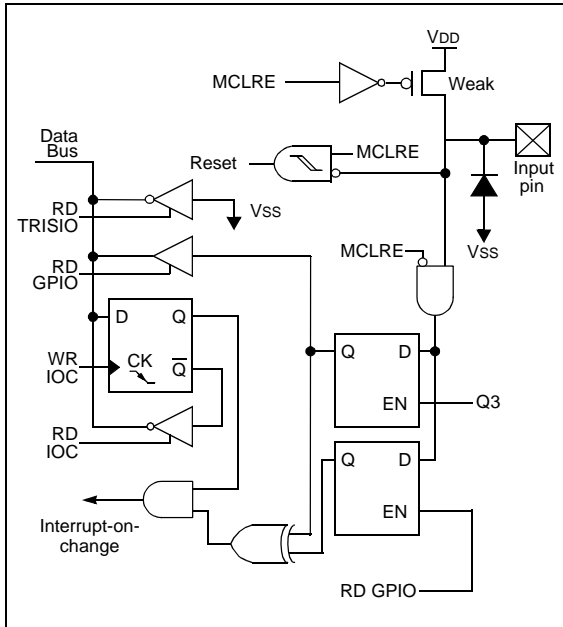 VDD
MCLRE
Weak
Data
Bus
Reset
MCLRE
Input
pin
RD
TRISIO
VSS
VSS
RD
GPIO
MCLRE
D
Q
Q
D
WR
IOC
CK
Q
EN
Q3
RD
IOC
Q
D
EN
Interrupt-on-
change
RD GPIO